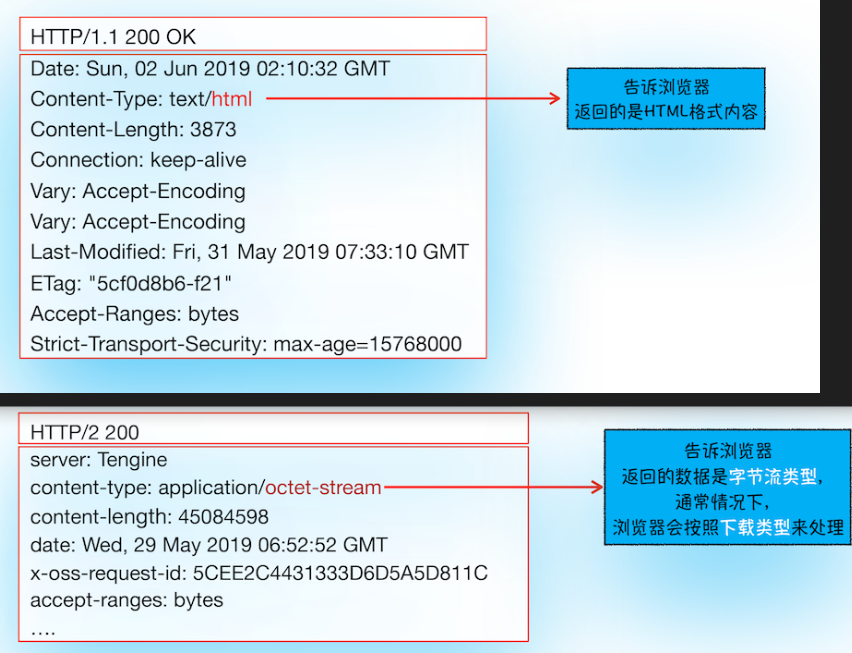 HTTP/1.1 200 OK
Date: Sun, 02 Jun 2019 02:10:32 GMT
Content-Type: text/html
Content-Length: 3873
Connection: keep-alive
Vary: Accept-Encoding
Vary: Accept-Encoding
Last-Modified: Fri, 31 May 2019 07:33:10 GMT
ETag: "5cf0d8b6-f21"
Accept-Ranges: bytes
Strict-Transport-Security: max-age=15768000
告诉浏览器
返回的是HTML格式内容
HTTP/2 200
server: Tengine
content-type: application/octet-stream
content-length: 45084598
date: Wed, 29 May 2019 06:52:52 GMT
x-oss-request-id: 5CEE2C4431333D6D5A5D811C
accept-ranges: bytes
....
告诉浏览器
返回的数据是字节流类型,
通常情况下,
浏览器会按照下载类型来处理